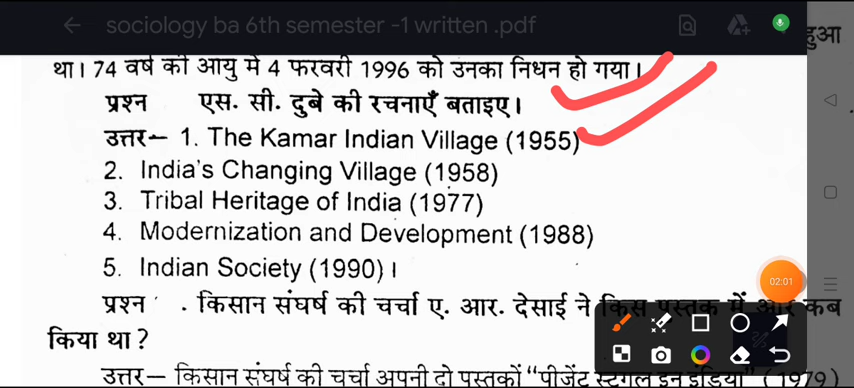 sociology ba 6th semester -1 written .pdf
हुआ
था। 74 वर्ष की आयु में 4 फरवरी 1996 को उनका निधन हो गया।
प्रश्न एस. सी. दुबे की रचनाएँ बताइए।
उत्तर– 1. The Kamar Indian Village (1955)
2. India's Changing Village (1958)
3. Tribal Heritage of India (1977)
4. Modernization and Development (1988)
5. Indian Society (1990)।
02:01
प्रश्न . किसान संघर्ष की चर्चा ए. आर. देसाई ने किस पुस्तक में और कब
किया था?
उत्तर– किसान संघर्ष की चर्चा अपनी दो पुस्तकों "पीजेंट स्ट्रगल इन इंडिया" (1979)